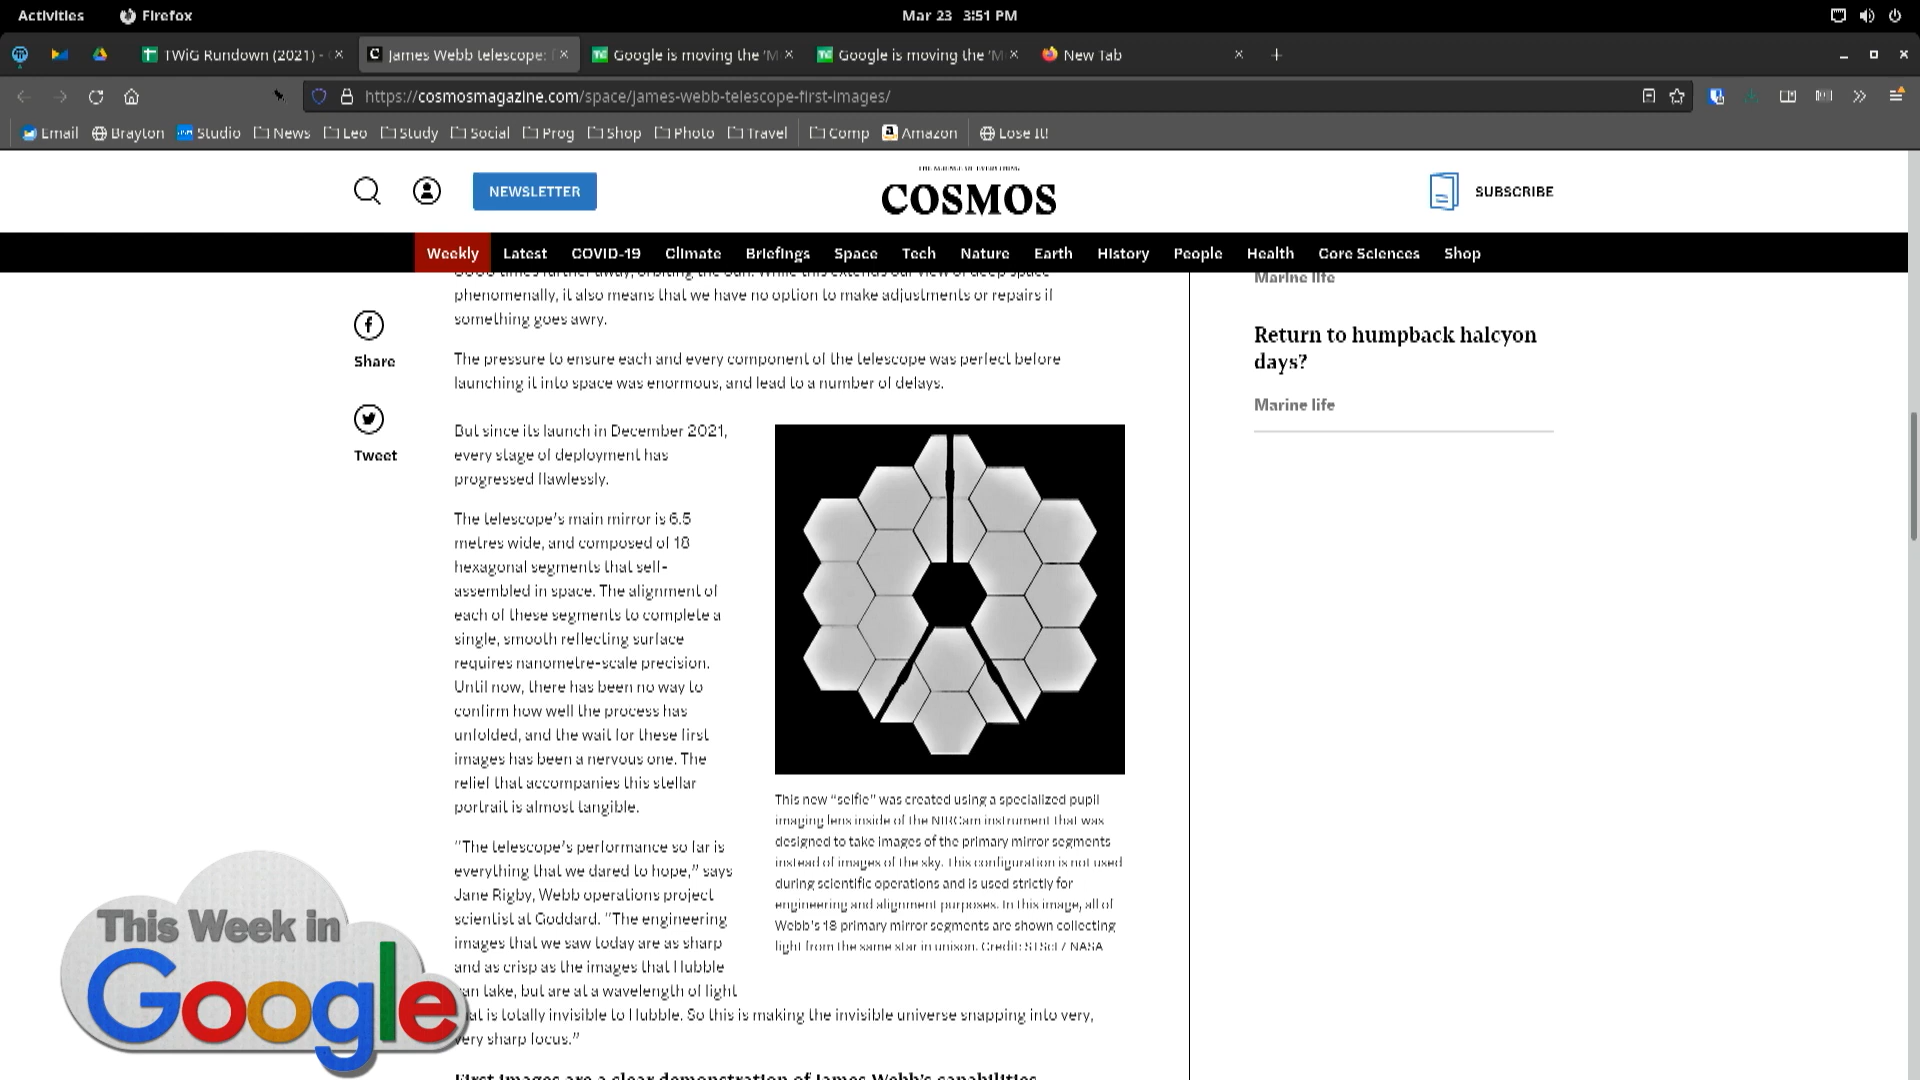 Activities Firefox Mar 23 3:51 PM
TWiG Rundown (2021) - James Webb telescope: f Google is moving the 'M Google is moving the 'M New Tab
https://cosmosmagazine.com/space/james-webb-telescope-first-images/
Email Brayton Studio News Leo Study Social Prog Shop Photo Travel Comp Amazon Lose It!
THE SCIENCE OF EVERYTHING
NEWSLETTER COSMOS SUBSCRIBE
Weekly Latest COVID-19 Climate Briefings Space Tech Nature Earth History People Health Core Sciences Shop
times further away, orbiting the Sun. While this extends our view of deep space
phenomenally, it also means that we have no option to make adjustments or repairs if
something goes awry.
The pressure to ensure each and every component of the telescope was perfect before
launching it into space was enormous, and lead to a number of delays.
But since its launch in December 2021,
every stage of deployment has
progressed flawlessly.
The telescope's main mirror is 6.5
metres wide, and composed of 18
hexagonal segments that self-
assembled in space. The alignment of
each of these segments to complete a
single, smooth reflecting surface
requires nanometre-scale precision.
Until now, there has been no way to
confirm how well the process has
unfolded, and the wait for these first
images has been a nervous one. The
relief that accompanies this stellar
portrait is almost tangible.
"The telescope's performance so far is
everything that we dared to hope," says
Jane Rigby, Webb operations project
scientist at Goddard. "The engineering
images that we saw today are as sharp
and as crisp as the images that Hubble
can take, but are at a wavelength of light
that is totally invisible to Hubble. So this is making the invisible universe snapping into very,
very sharp focus."
First images are a clear demonstration of James Webb's capabilities
This new "selfie" was created using a specialized pupil
imaging lens inside of the NIRCam instrument that was
designed to take images of the primary mirror segments
instead of images of the sky. This configuration is not used
during scientific operations and is used strictly for
engineering and alignment purposes. In this image, all of
Webb's 18 primary mirror segments are shown collecting
light from the same star in unison. Credit: STScI / NASA
Share
Tweet
Marine life
Return to humpback halcyon
days?
Marine life
This Week in
Google